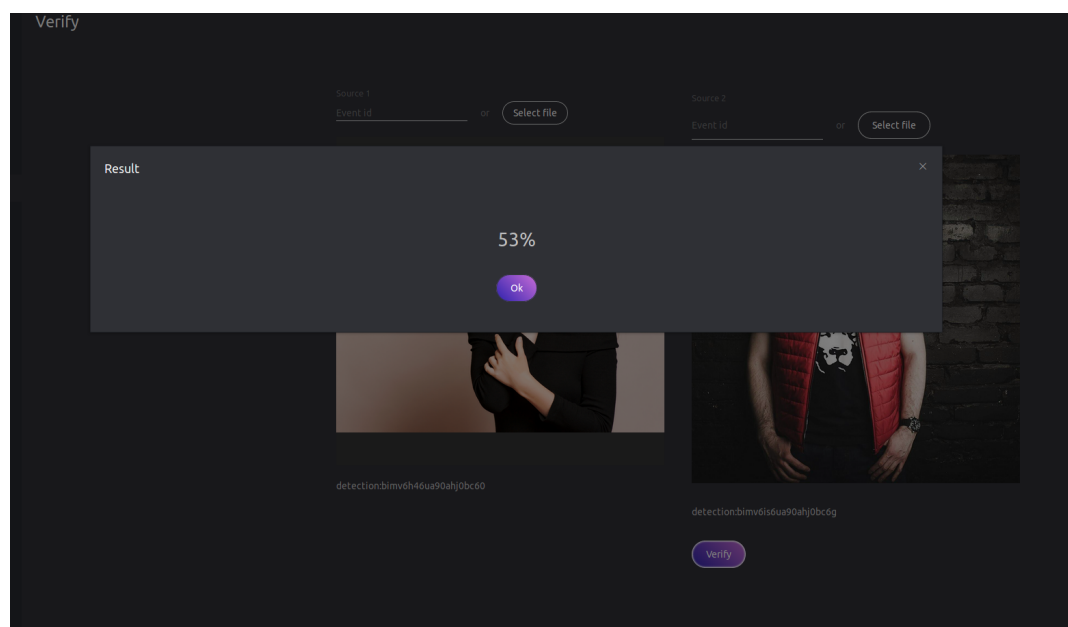 Verify
Source 1
Event id
or
Select file
Source 2
Event id
or
Select file
Result
×
53%
Ok
detection:bimv6h46ua90ahj0bc60
detection:bimv6is6ua90ahj0bc6g
Verify